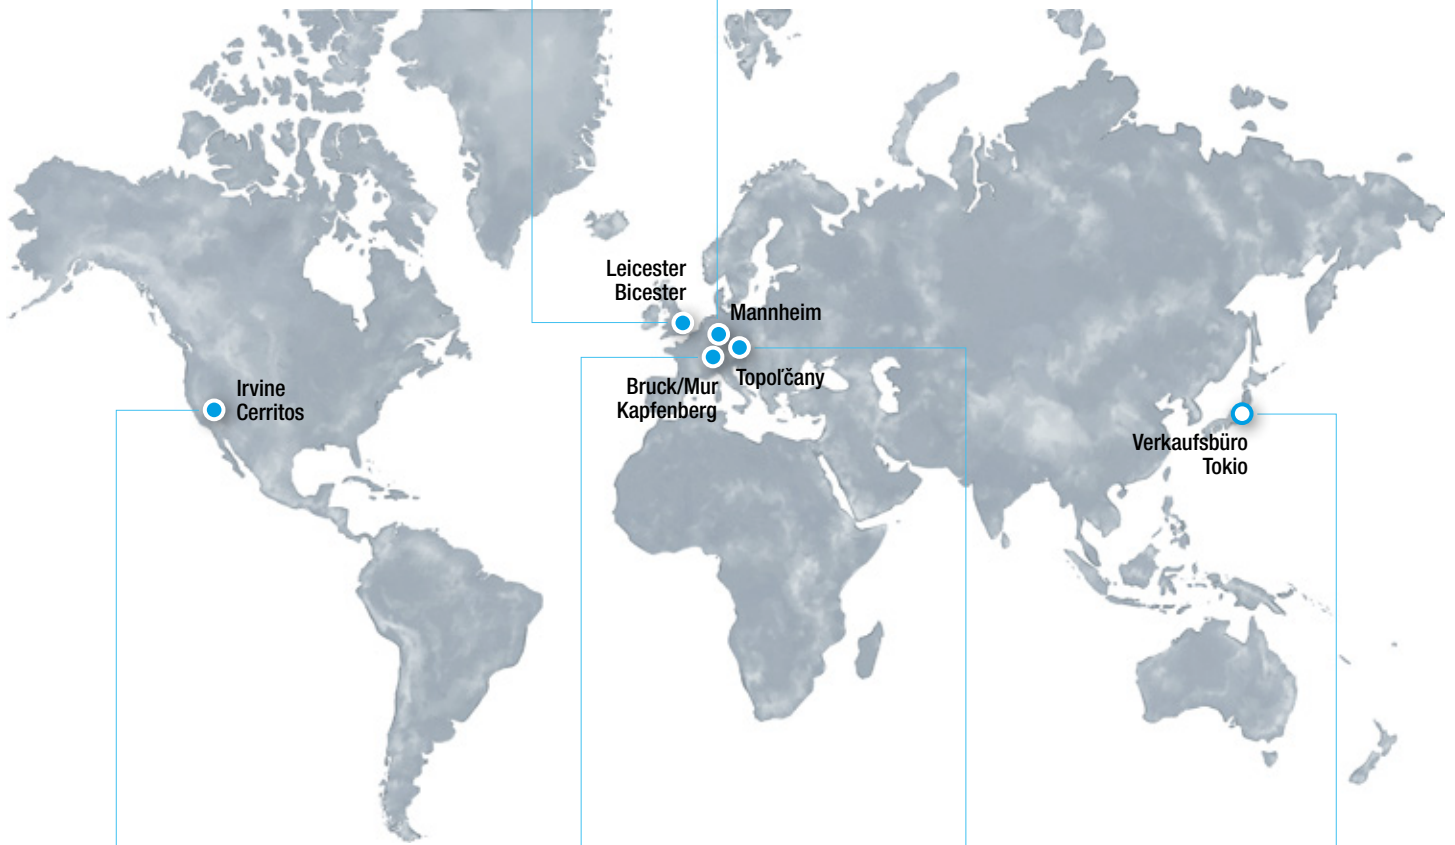 Leicester
Bicester
Mannheim
Topoľčany
Bruck/Mur
Kapfenberg
Irvine
Cerritos
Verkaufsbüro
Tokio